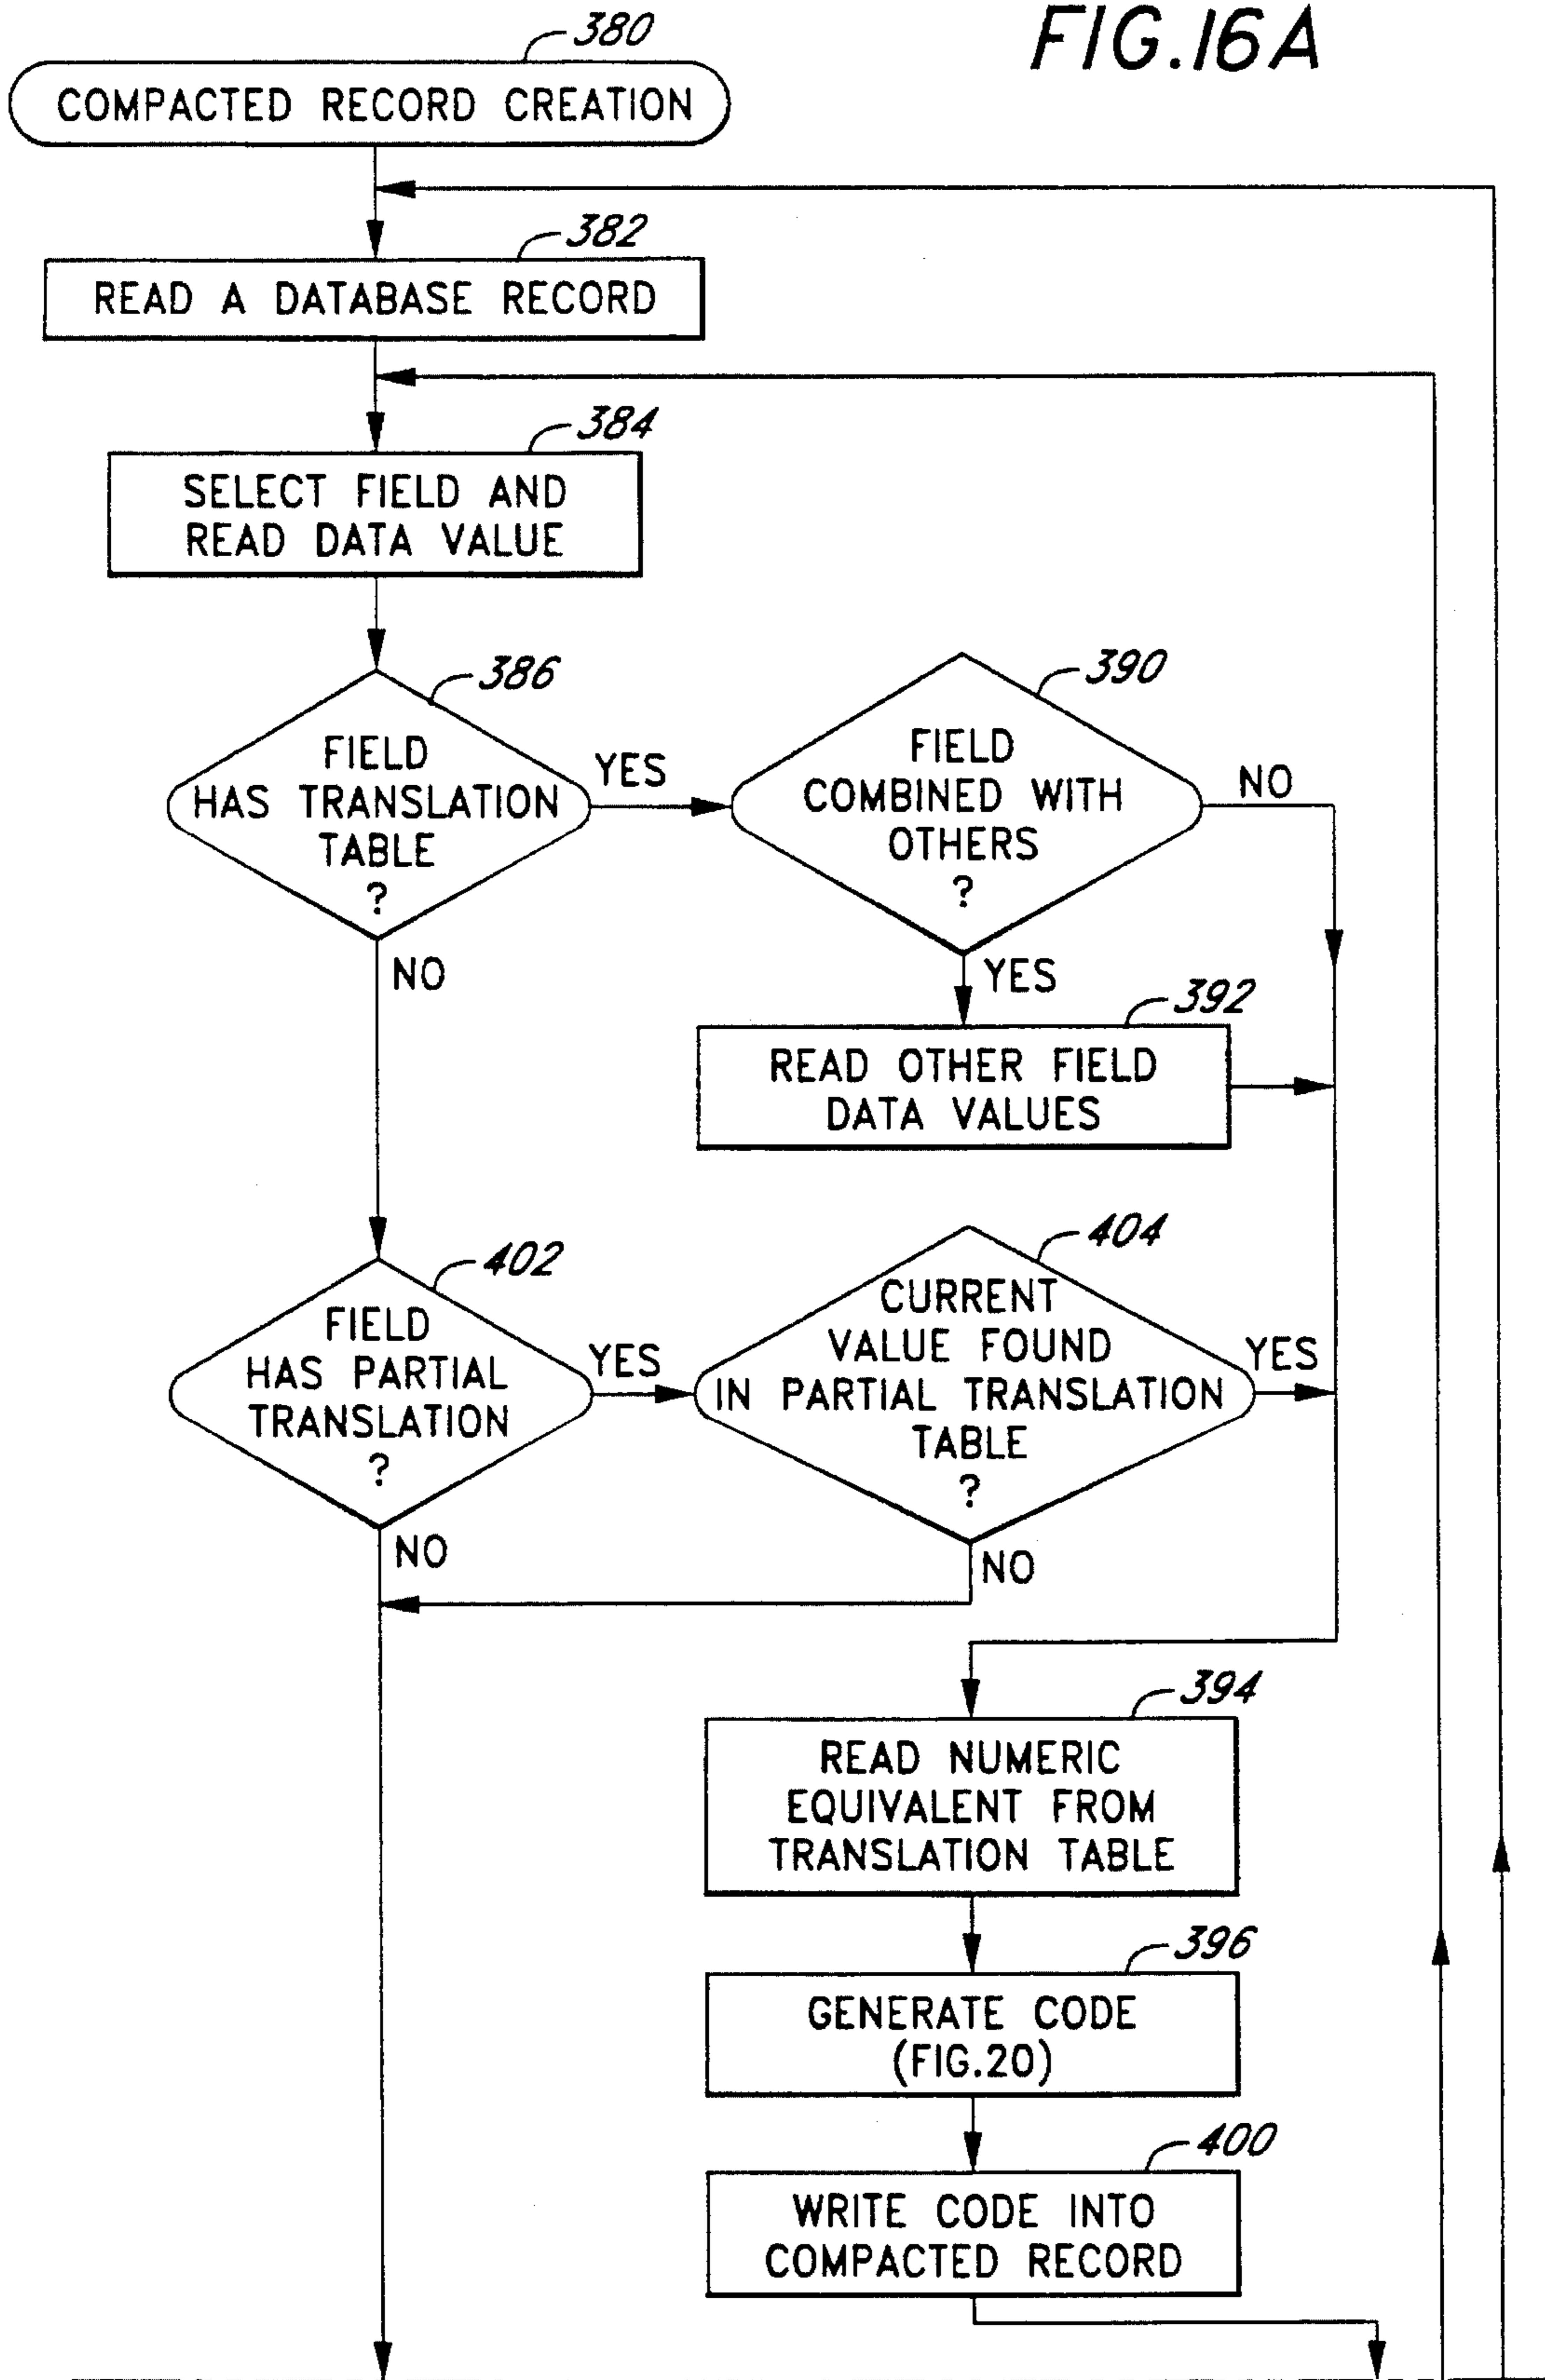 FIG.16A
380
COMPACTED RECORD CREATION
382
READ A DATABASE RECORD
384
SELECT FIELD AND
READ DATA VALUE
386
FIELD
HAS TRANSLATION
TABLE
?
YES
NO
390
FIELD
COMBINED WITH
OTHERS
?
NO
YES
392
READ OTHER FIELD
DATA VALUES
402
FIELD
HAS PARTIAL
TRANSLATION
?
YES
NO
404
CURRENT
VALUE FOUND
IN PARTIAL TRANSLATION
TABLE
?
YES
NO
394
READ NUMERIC
EQUIVALENT FROM
TRANSLATION TABLE
396
GENERATE CODE
(FIG.20)
400
WRITE CODE INTO
COMPACTED RECORD